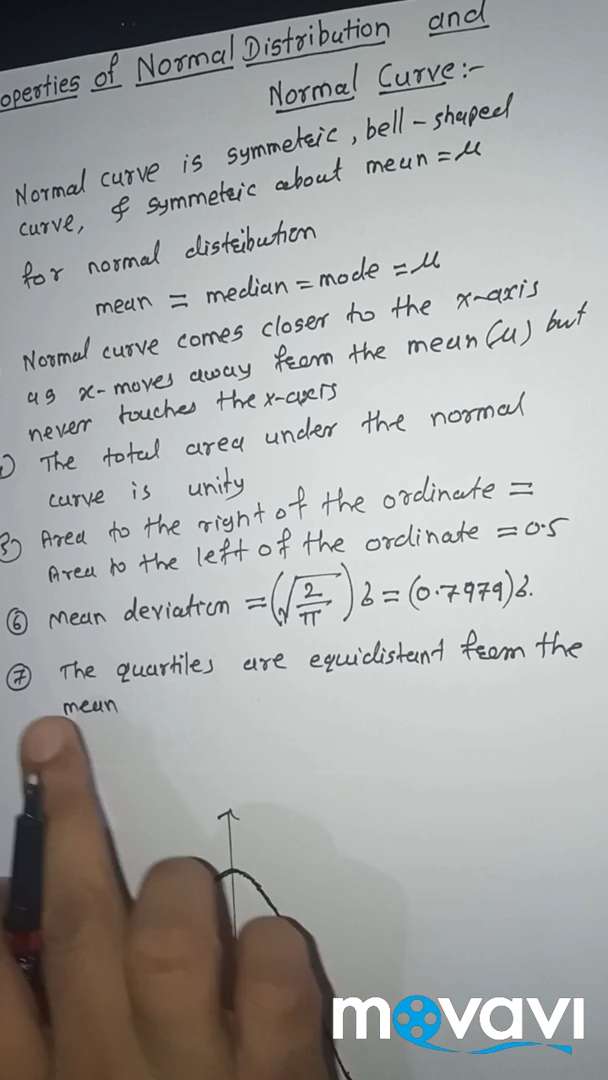 operties of Normal Distribution and
Normal Curve:-
Normal curve is symmetric, bell-shaped
curve, & symmetric about mean = μ
for normal distribution
mean = median = mode = μ
Normal curve comes closer to the x-axis
as x-moves away from the mean (μ) but
never touches the x-axis
The total area under the normal
curve is unity
5) Area to the right of the ordinate =
Area to the left of the ordinate = 0.5
⑥ Mean deviation = (√(2/π)) σ = (0.7979) σ.
⑦ The quartiles are equidistant from the
mean
movavi